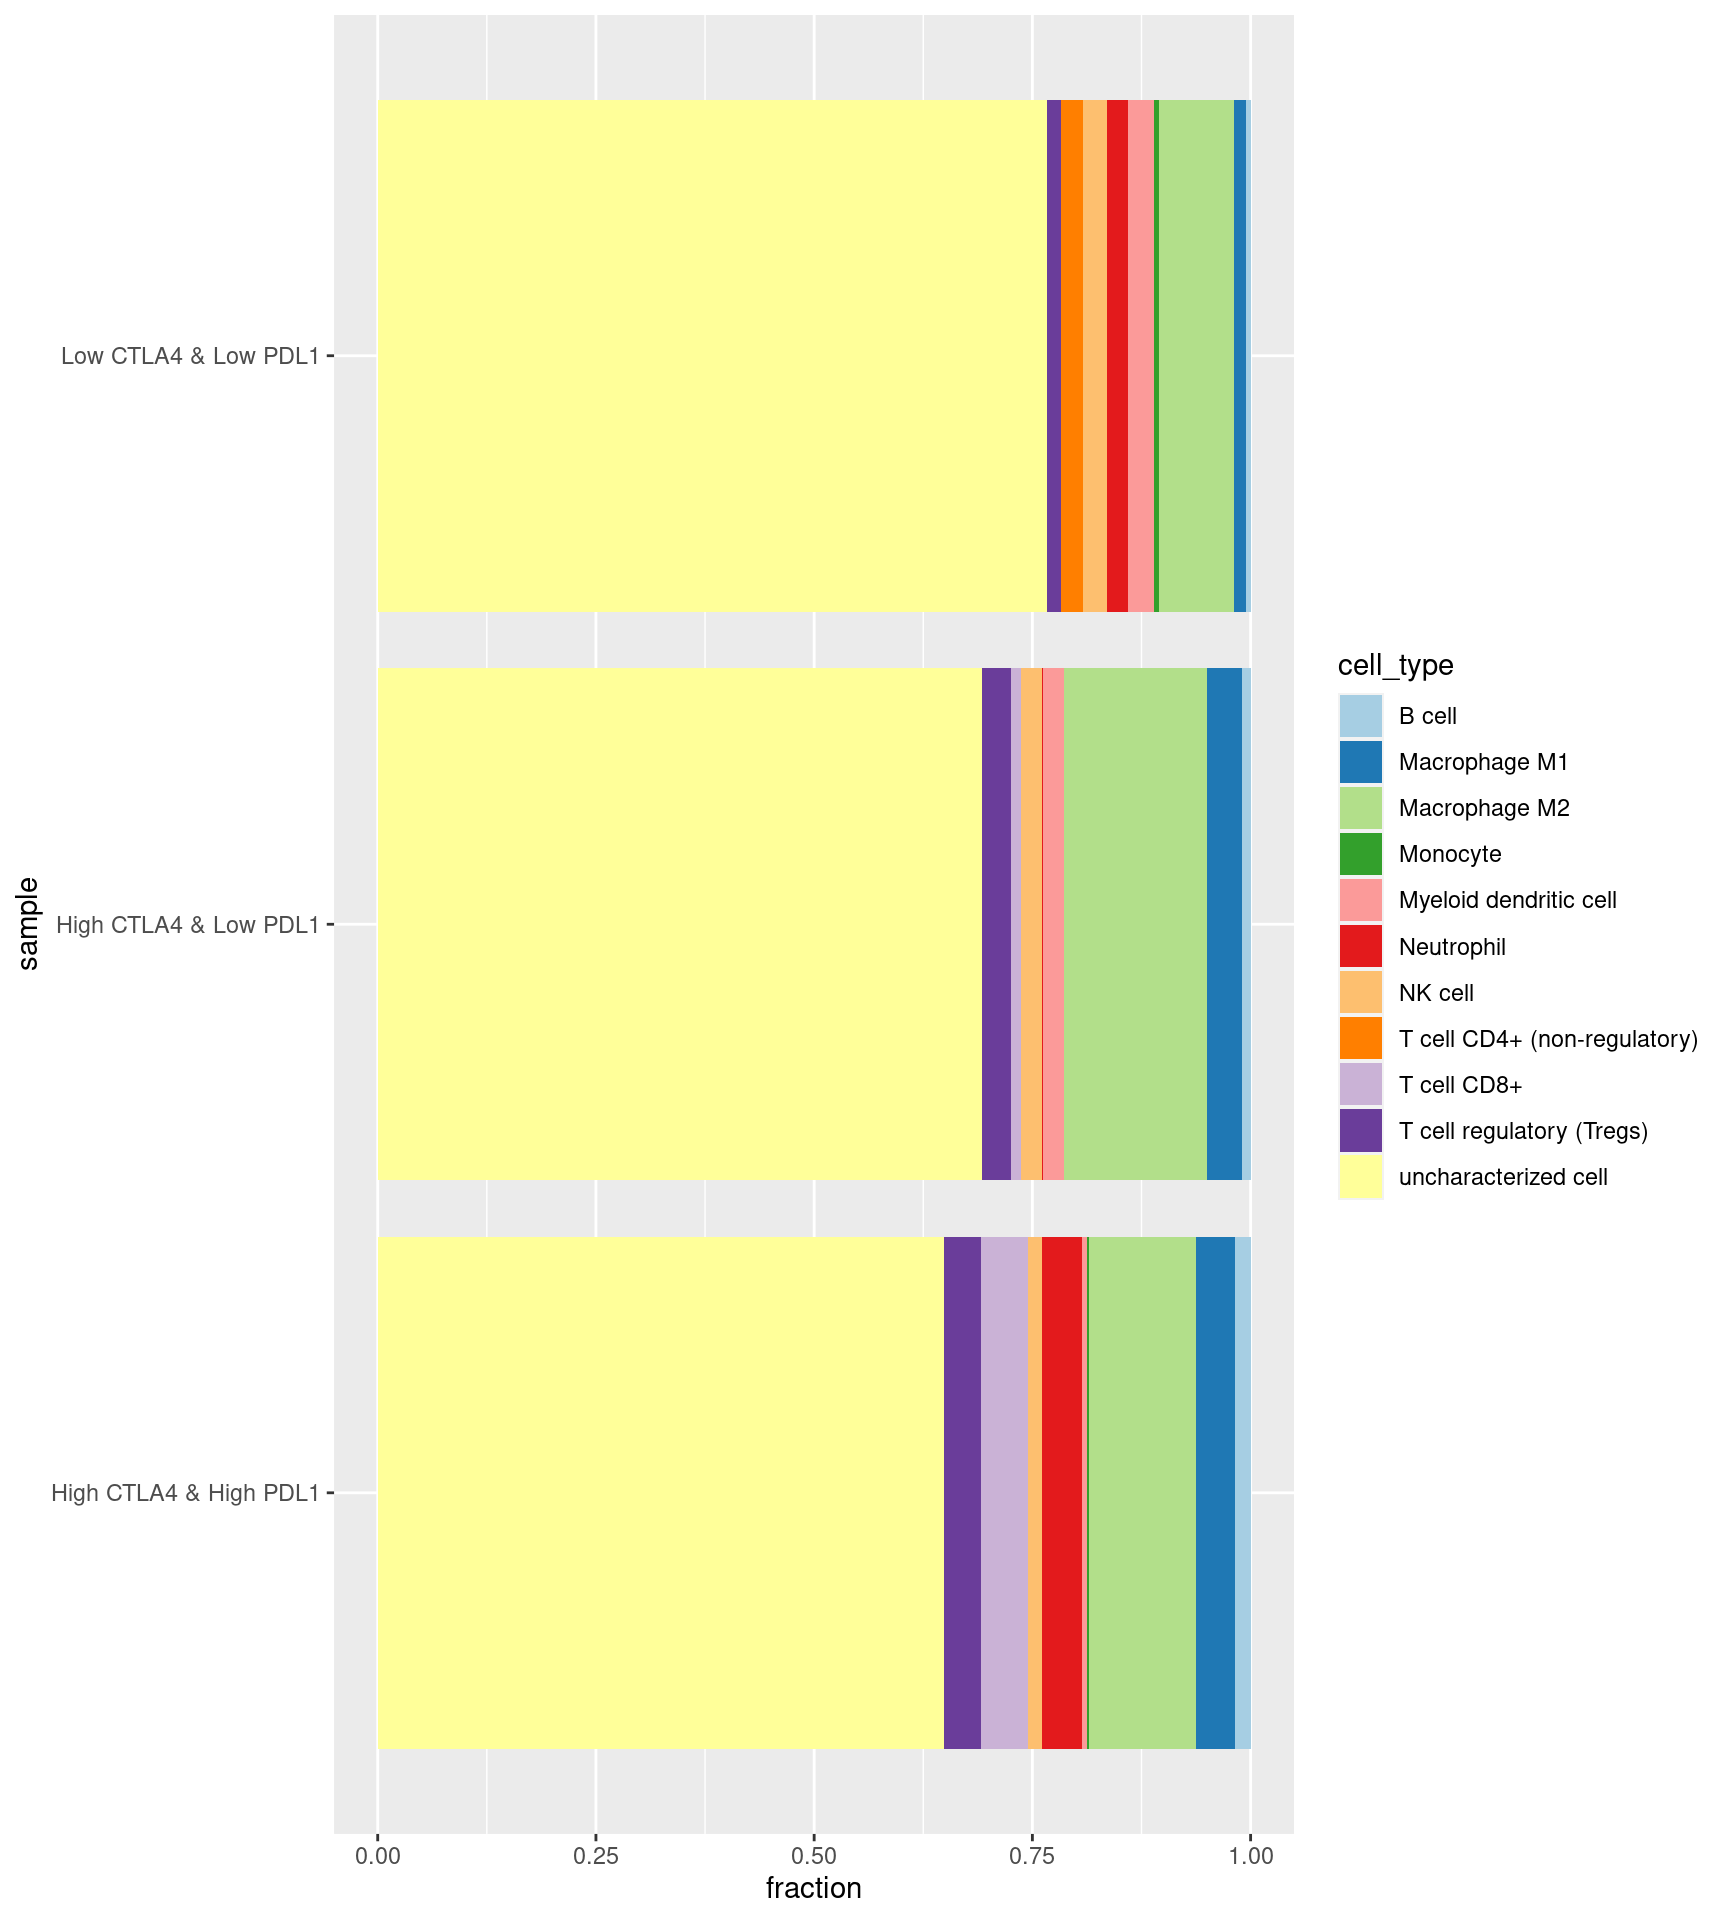 Low CTLA4 & Low PDL1
High CTLA4 & Low PDL1
High CTLA4 & High PDL1
sample
0.00 0.25 0.50 0.75 1.00
fraction
cell_type
B cell
Macrophage M1
Macrophage M2
Monocyte
Myeloid dendritic cell
Neutrophil
NK cell
T cell CD4+ (non-regulatory)
T cell CD8+
T cell regulatory (Tregs)
uncharacterized cell